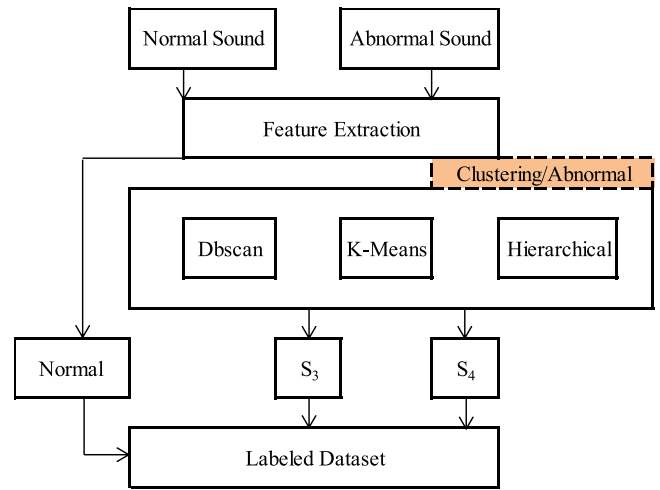 Normal Sound
Abnormal Sound
Feature Extraction
Clustering/Abnormal
Dbscan
K-Means
Hierarchical
Normal
S₃
S₄
Labeled Dataset